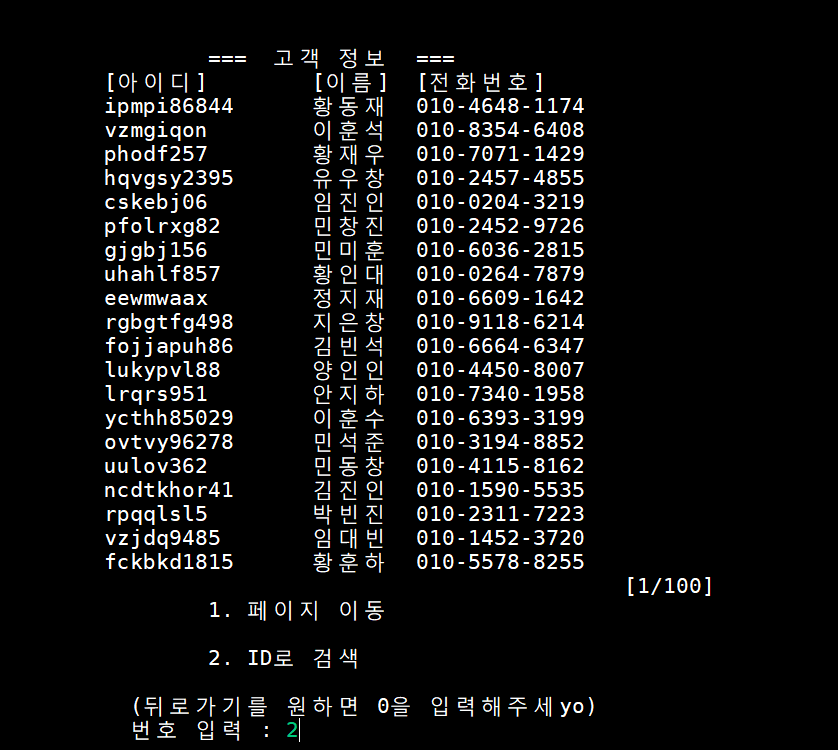 === 고객 정보 ===
[아이디] [이름] [전화번호]
ipmpi86844 황동재 010-4648-1174
vzmgiqon 이훈석 010-8354-6408
phodf257 황재우 010-7071-1429
hqvgsy2395 유우창 010-2457-4855
cskebj06 임진인 010-0204-3219
pfolrxg82 민창진 010-2452-9726
gjgbj156 민미훈 010-6036-2815
uhahlf857 황인대 010-0264-7879
eewmwaax 정지재 010-6609-1642
rgbgtfg498 지은창 010-9118-6214
fojjapuh86 김빈석 010-6664-6347
lukypvl88 양인인 010-4450-8007
lrqrs951 안지하 010-7340-1958
ycthh85029 이훈수 010-6393-3199
ovtvy96278 민석준 010-3194-8852
uulov362 민동창 010-4115-8162
ncdtkhor41 김진인 010-1590-5535
rpqqlsl5 박빈진 010-2311-7223
vzjdq9485 임대빈 010-1452-3720
fckbkd1815 황훈하 010-5578-8255
[1/100]
1. 페이지 이동
2. ID로 검색
(뒤로가기를 원하면 0을 입력해주세yo)
번호 입력 : 2